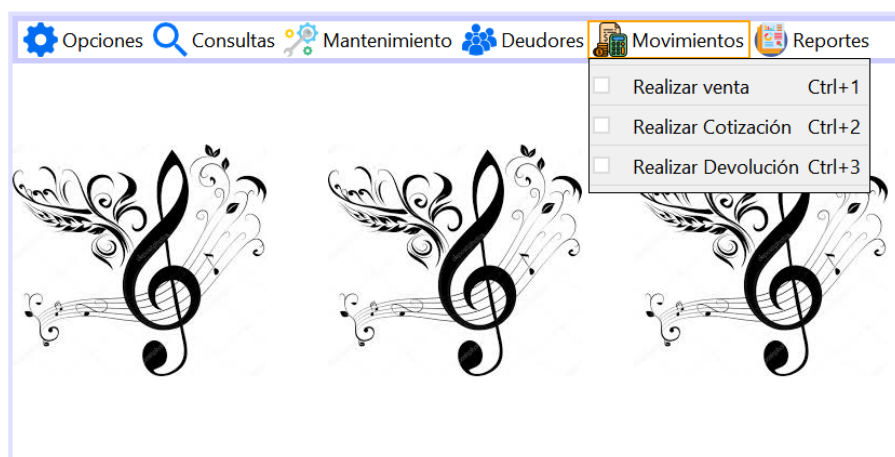 Opciones Consultas Mantenimiento Deudores Movimientos Reportes
Realizar venta Ctrl+1
Realizar Cotización Ctrl+2
Realizar Devolución Ctrl+3